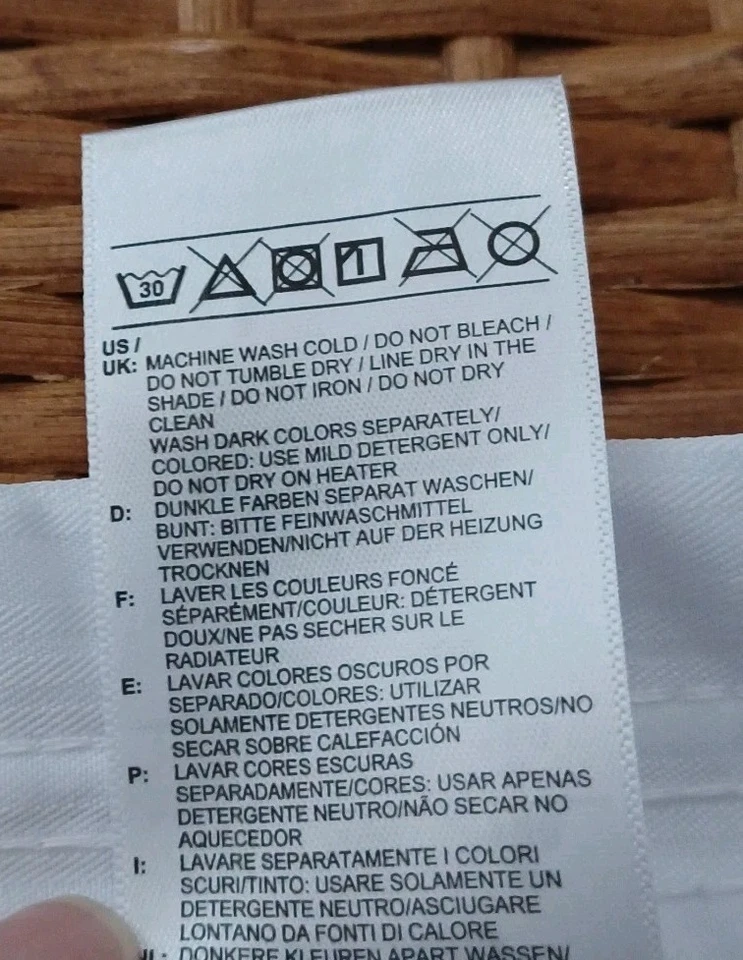 30
US /
UK: MACHINE WASH COLD / DO NOT BLEACH /
DO NOT TUMBLE DRY / LINE DRY IN THE
SHADE / DO NOT IRON / DO NOT DRY
CLEAN
WASH DARK COLORS SEPARATELY/
COLORED: USE MILD DETERGENT ONLY/
DO NOT DRY ON HEATER
D: DUNKLE FARBEN SEPARAT WASCHEN/
BUNT: BITTE FEINWASCHMITTEL
VERWENDEN/NICHT AUF DER HEIZUNG
TROCKNEN
F: LAVER LES COULEURS FONCÉ
SÉPARÉMENT/COULEUR: DÉTERGENT
DOUX/NE PAS SECHER SUR LE
RADIATEUR
E: LAVAR COLORES OSCUROS POR
SEPARADO/COLORES: UTILIZAR
SOLAMENTE DETERGENTES NEUTROS/NO
SECAR SOBRE CALEFACCIÓN
P: LAVAR CORES ESCURAS
SEPARADAMENTE/CORES: USAR APENAS
DETERGENTE NEUTRO/NÃO SECAR NO
AQUECEDOR
I: LAVARE SEPARATAMENTE I COLORI
SCURI/TINTO: USARE SOLAMENTE UN
DETERGENTE NEUTRO/ASCIUGARE
LONTANO DA FONTI DI CALORE
NL: DONKERE KLEUREN APART WASSEN/